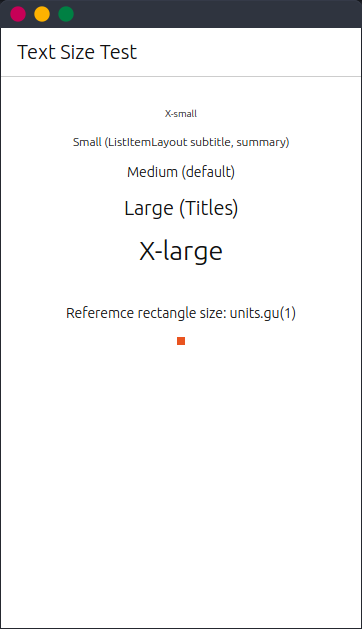 Text Size Test
X-small
Small (ListItemLayout subtitle, summary)
Medium (default)
Large (Titles)
X-large
Referemce rectangle size: units.gu(1)